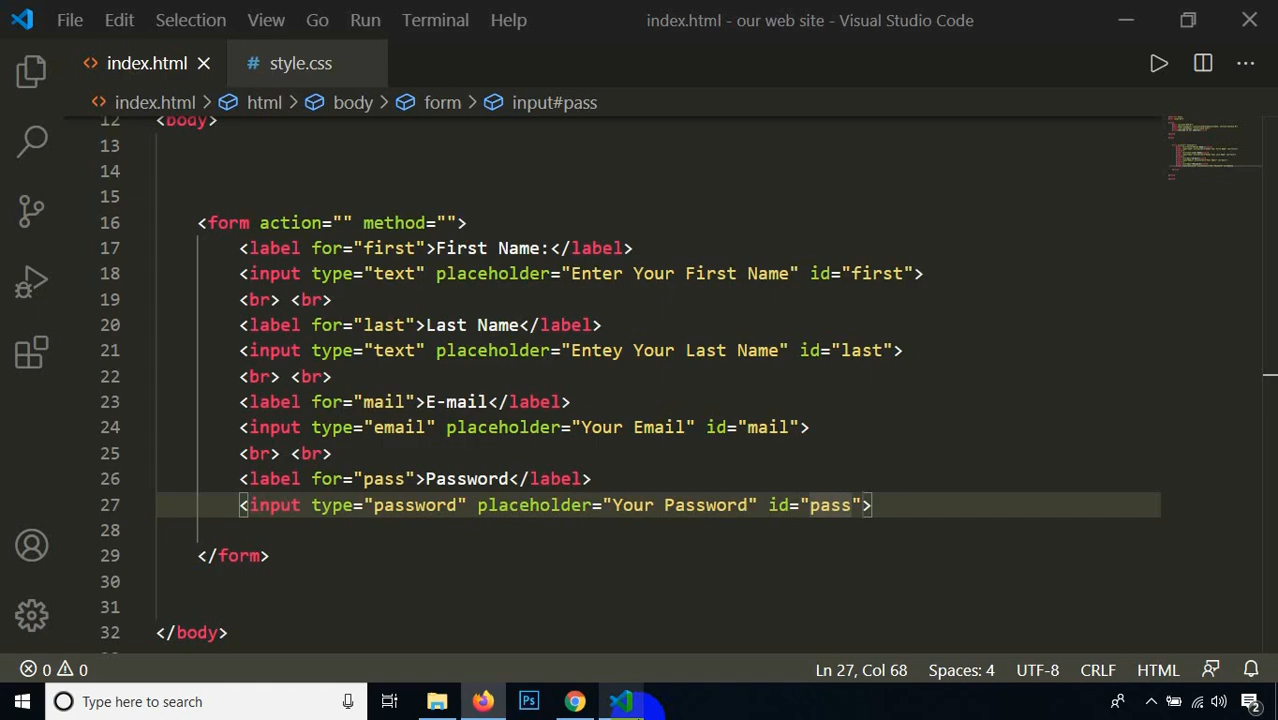 File Edit Selection View Go Run Terminal Help index.html - our web site - Visual Studio Code
<> index.html × # style.css
<> index.html > html > body > form > input#pass
12 <body>
13
14
15
16 <form action="" method="">
17 <label for="first">First Name:</label>
18 <input type="text" placeholder="Enter Your First Name" id="first">
19 <br> <br>
20 <label for="last">Last Name</label>
21 <input type="text" placeholder="Entey Your Last Name" id="last">
22 <br> <br>
23 <label for="mail">E-mail</label>
24 <input type="email" placeholder="Your Email" id="mail">
25 <br> <br>
26 <label for="pass">Password</label>
27 <input type="password" placeholder="Your Password" id="pass">
28
29 </form>
30
31
32 </body>
0 0 Ln 27, Col 68 Spaces: 4 UTF-8 CRLF HTML
Type here to search Ps 2